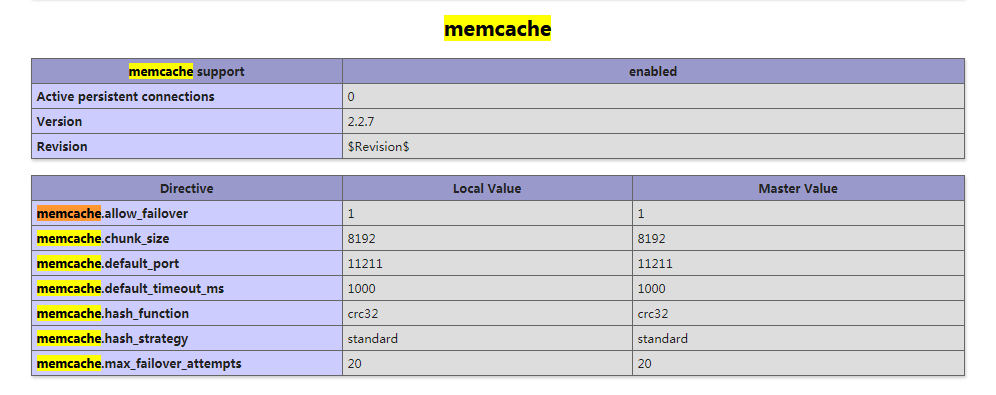 memcache
memcache support enabled
Active persistent connections 0
Version 2.2.7
Revision $Revision$
Directive Local Value Master Value
memcache.allow_failover 1 1
memcache.chunk_size 8192 8192
memcache.default_port 11211 11211
memcache.default_timeout_ms 1000 1000
memcache.hash_function crc32 crc32
memcache.hash_strategy standard standard
memcache.max_failover_attempts 20 20